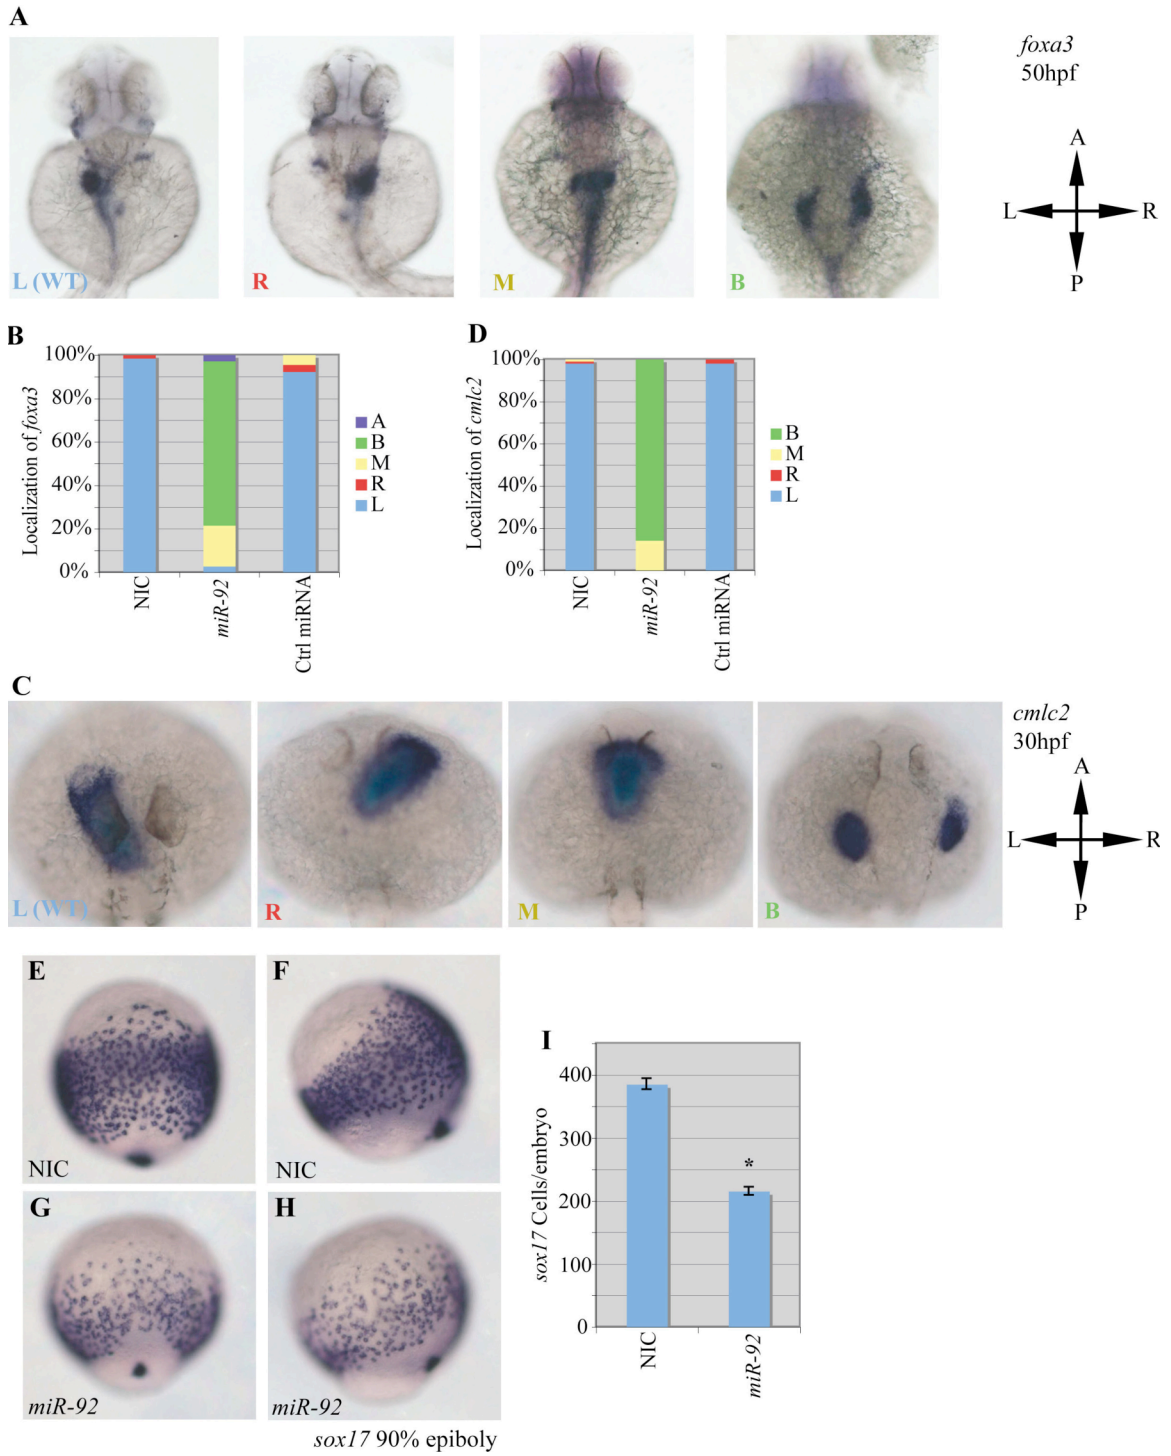 A
foxa3
50hpf
A
L
R
P
L (WT)
R
M
B
B
100%
80%
60%
40%
20%
0%
Localization of foxa3
NIC
miR-92
Ctrl miRNA
A
B
M
R
L
D
100%
80%
60%
40%
20%
0%
Localization of cmlc2
NIC
miR-92
Ctrl miRNA
B
M
R
L
C
cmlc2
30hpf
A
L
R
P
L (WT)
R
M
B
E
NIC
F
NIC
G
miR-92
H
miR-92
sox17 90% epiboly
I
400
300
200
100
0
sox17 Cells/embryo
*
NIC
miR-92